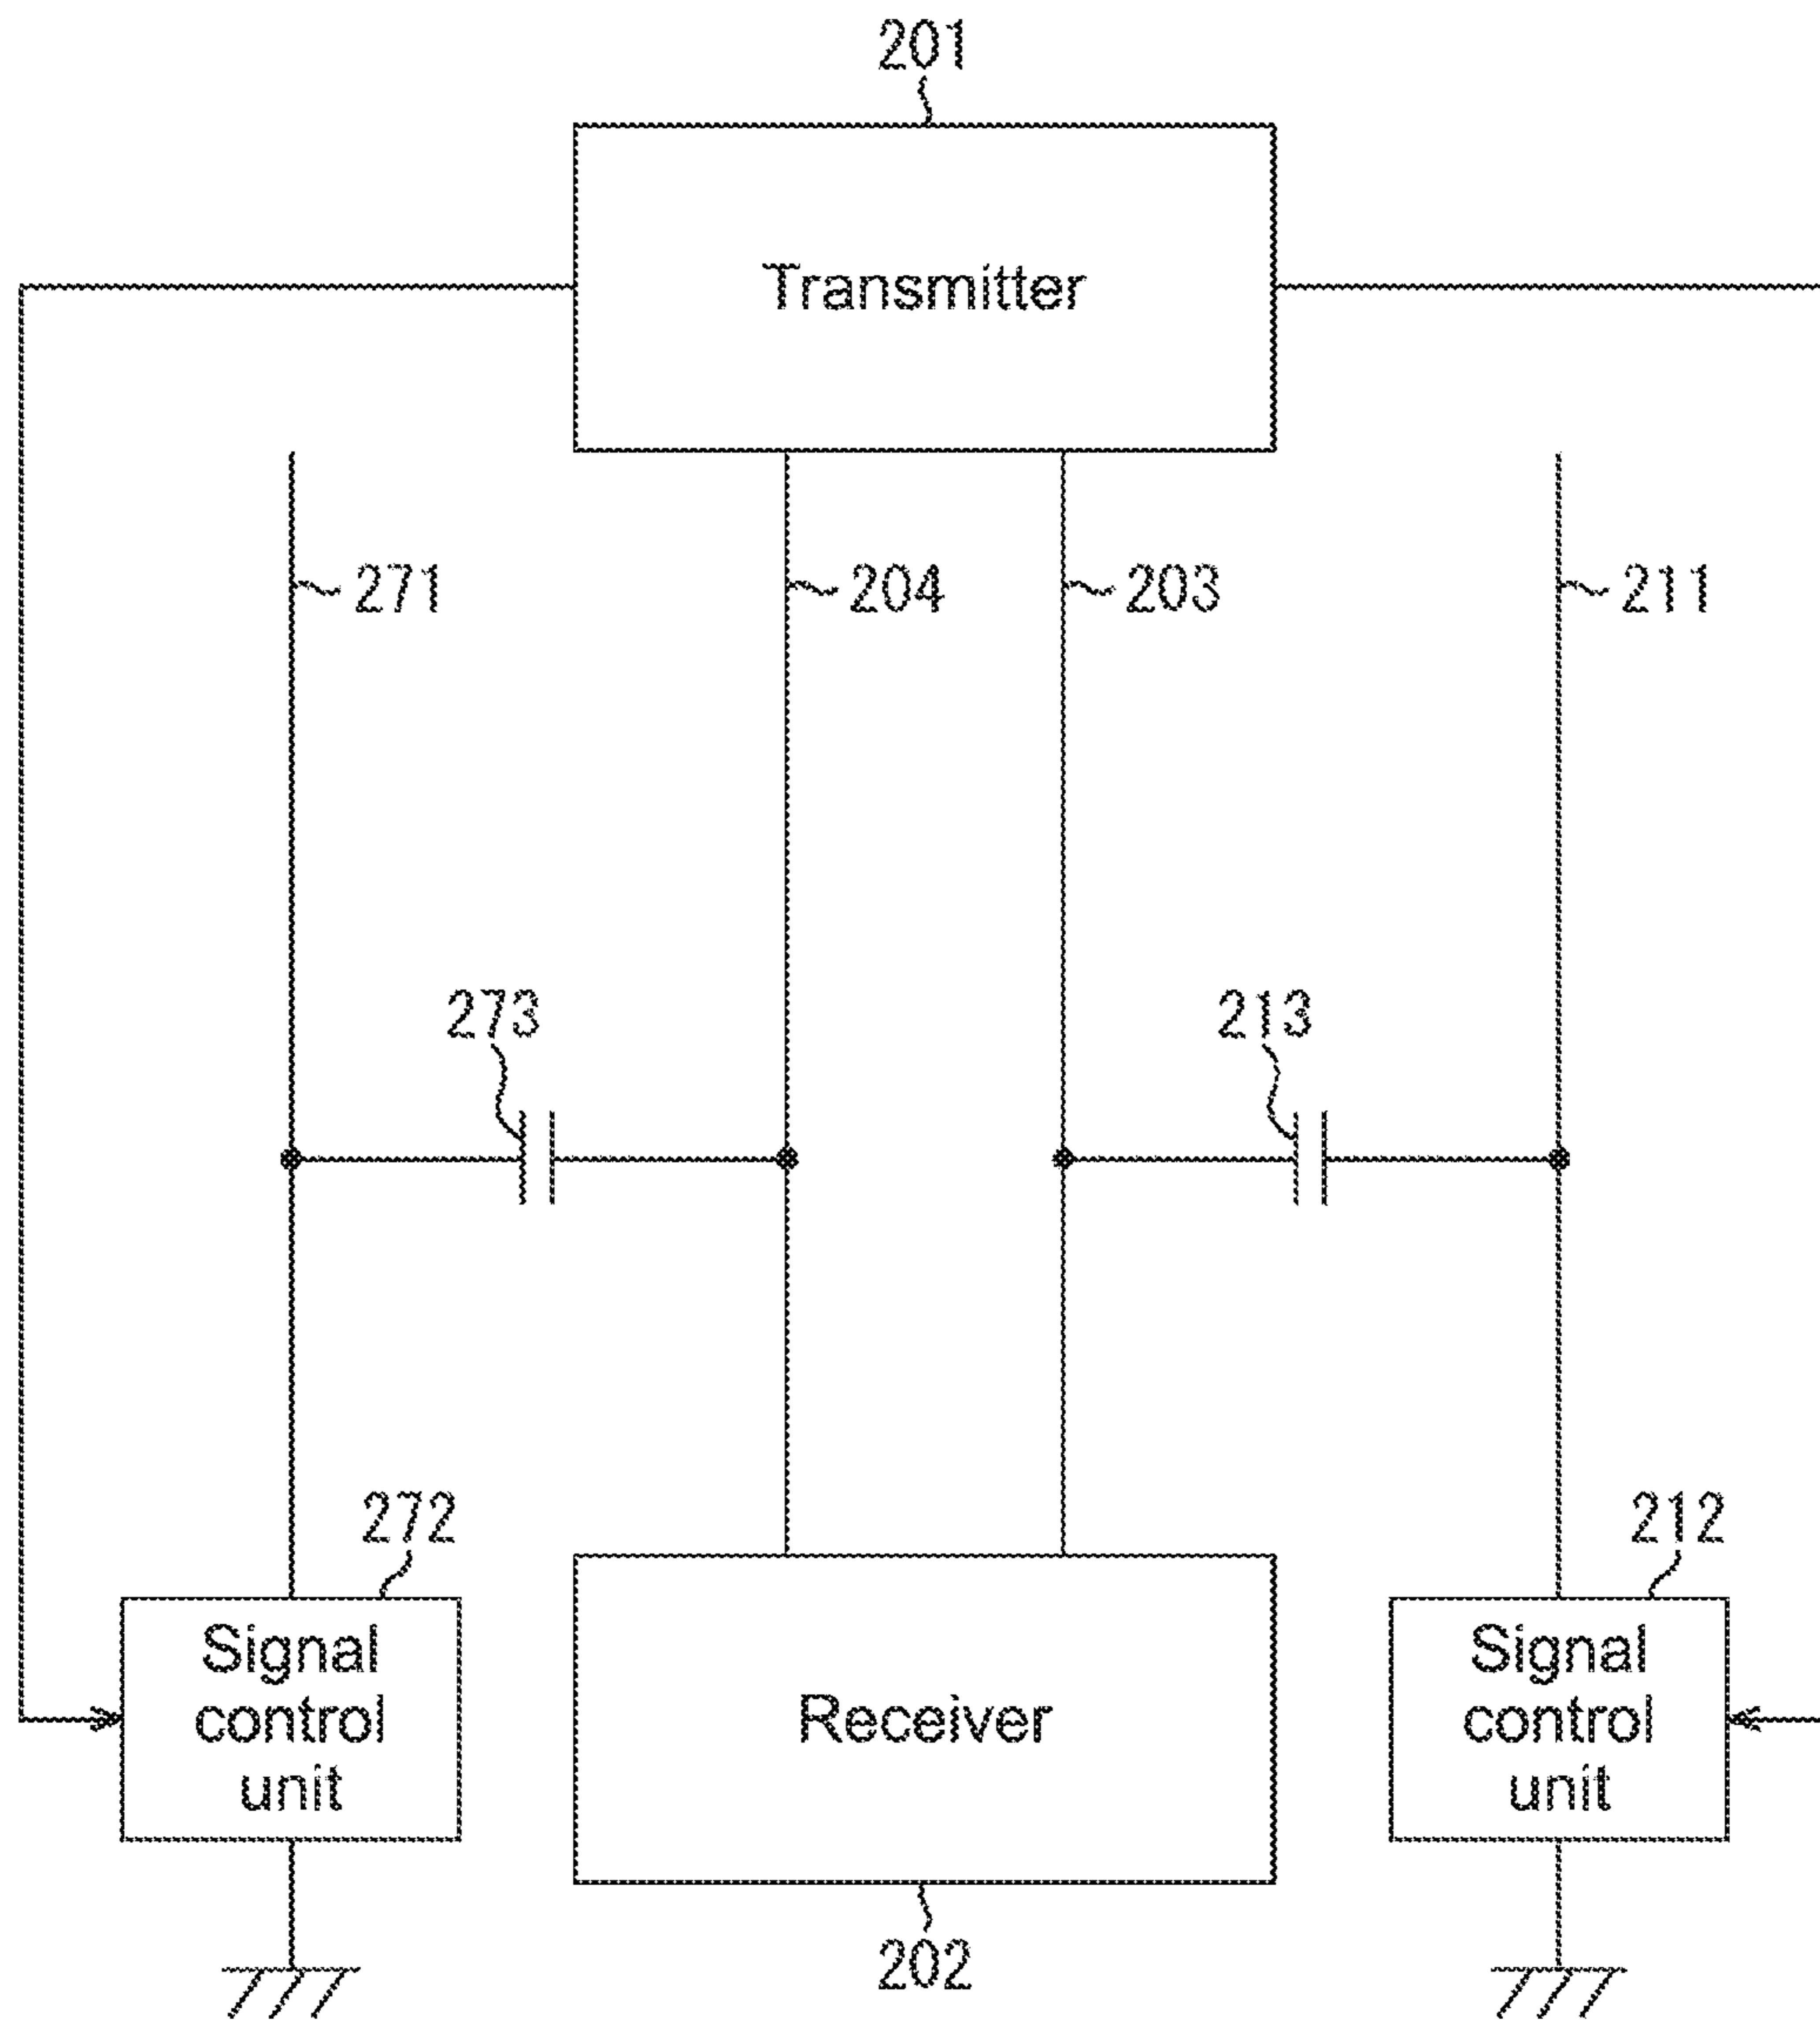 201
Transmitter
271
204
203
211
273
213
272
212
Signal
control
unit
Receiver
Signal
control
unit
202